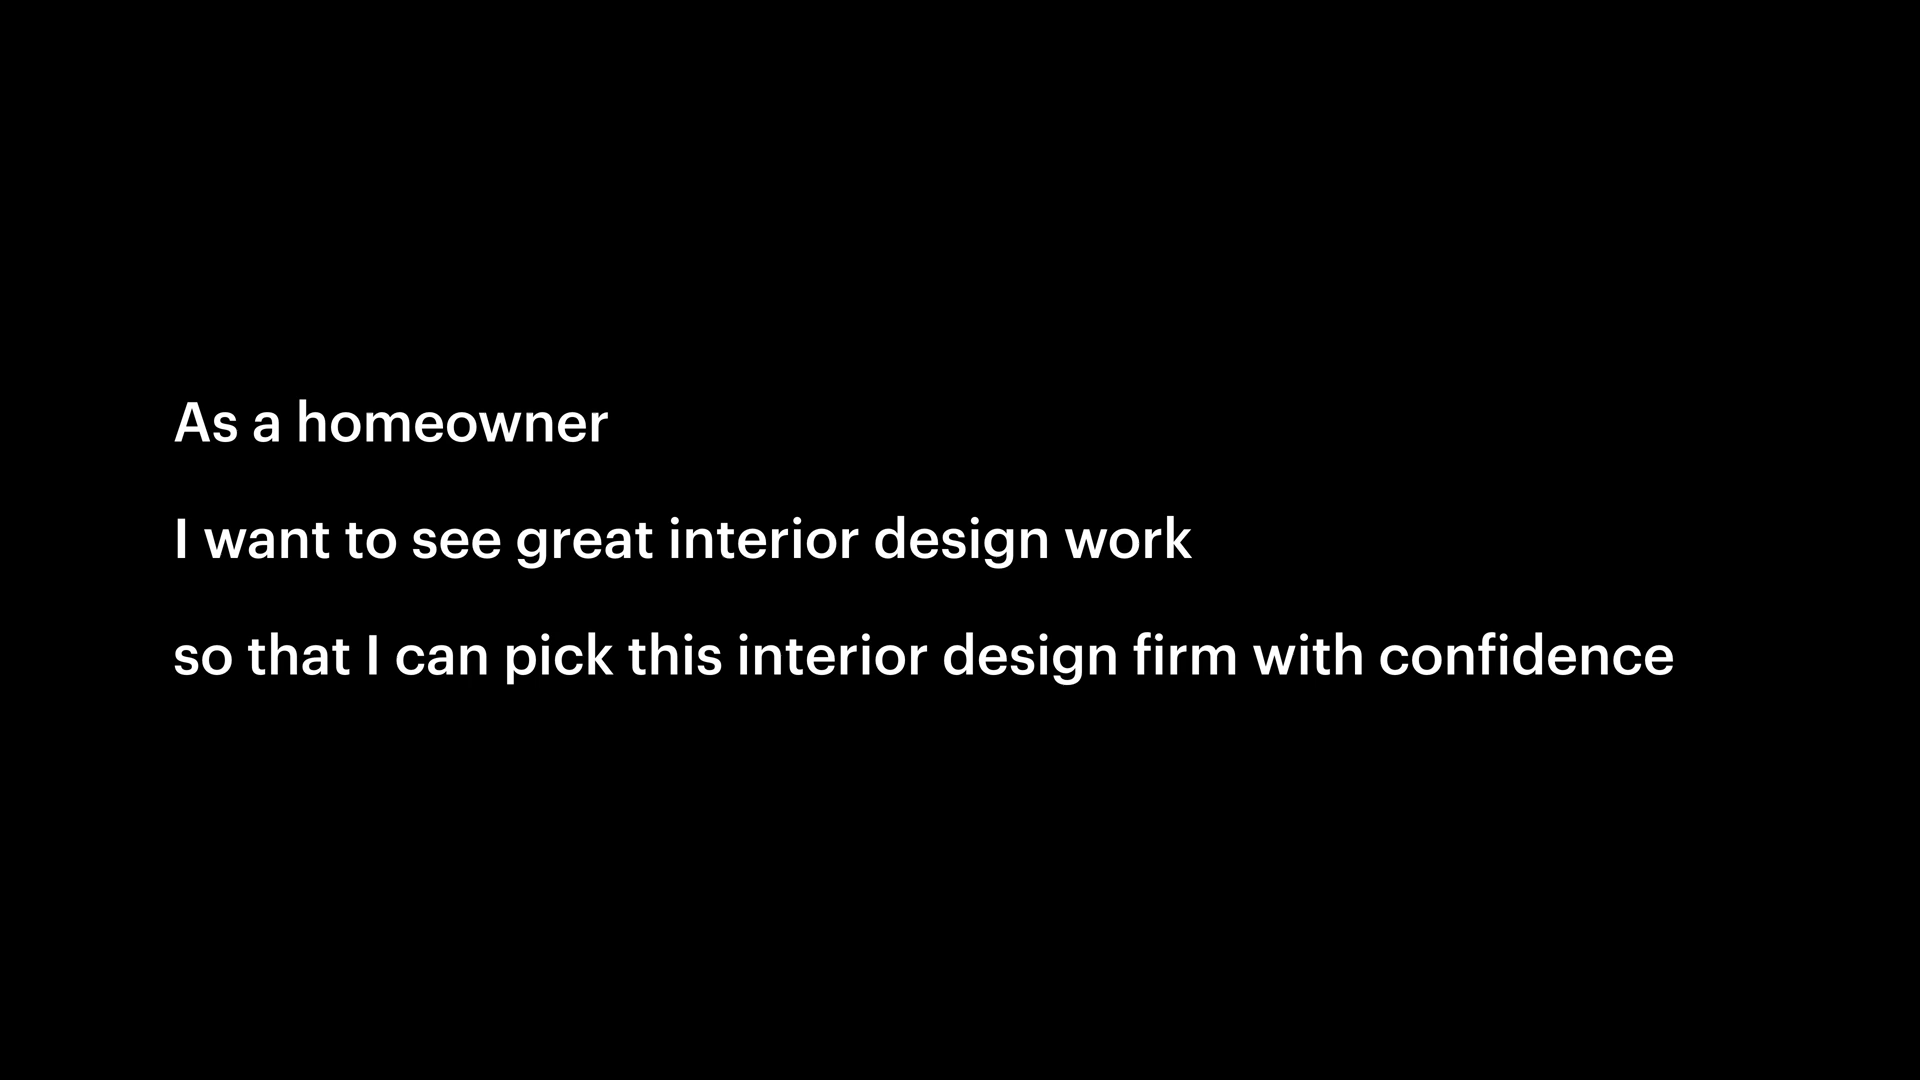 As a homeowner
I want to see great interior design work
so that I can pick this interior design firm with confidence